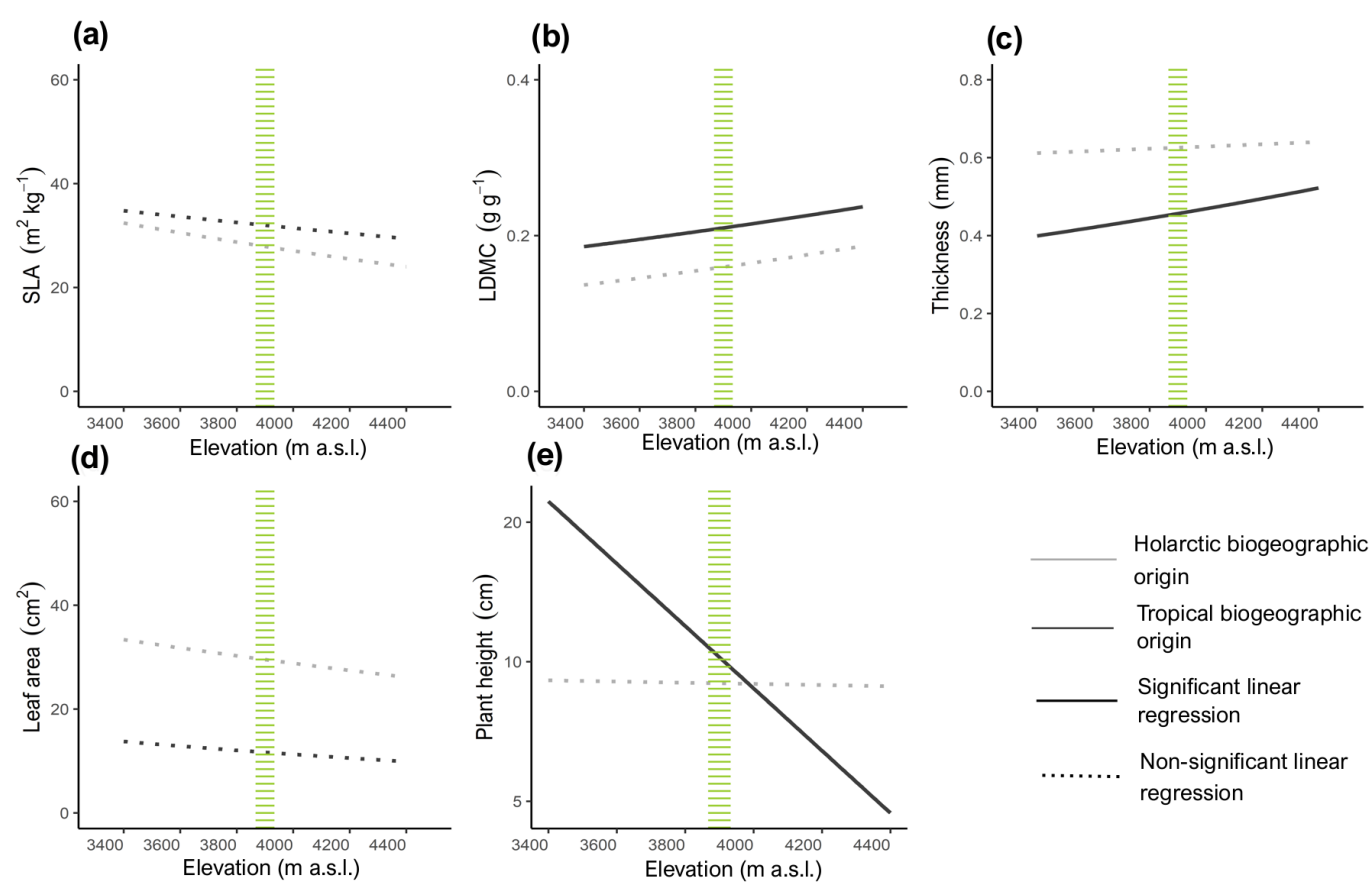 (a)
60
40
20
0
SLA (m² kg⁻¹)
3400 3600 3800 4000 4200 4400
Elevation (m a.s.l.)
(b)
0.4
0.2
0.0
LDMC (g g⁻¹)
3400 3600 3800 4000 4200 4400
Elevation (m a.s.l.)
(c)
0.8
0.6
0.4
0.2
0.0
Thickness (mm)
3400 3600 3800 4000 4200 4400
Elevation (m a.s.l.)
(d)
60
40
20
0
Leaf area (cm²)
3400 3600 3800 4000 4200 4400
Elevation (m a.s.l.)
(e)
20
10
5
Plant height (cm)
3400 3600 3800 4000 4200 4400
Elevation (m a.s.l.)
Holarctic biogeographic
origin
Tropical biogeographic
origin
Significant linear
regression
Non-significant linear
regression